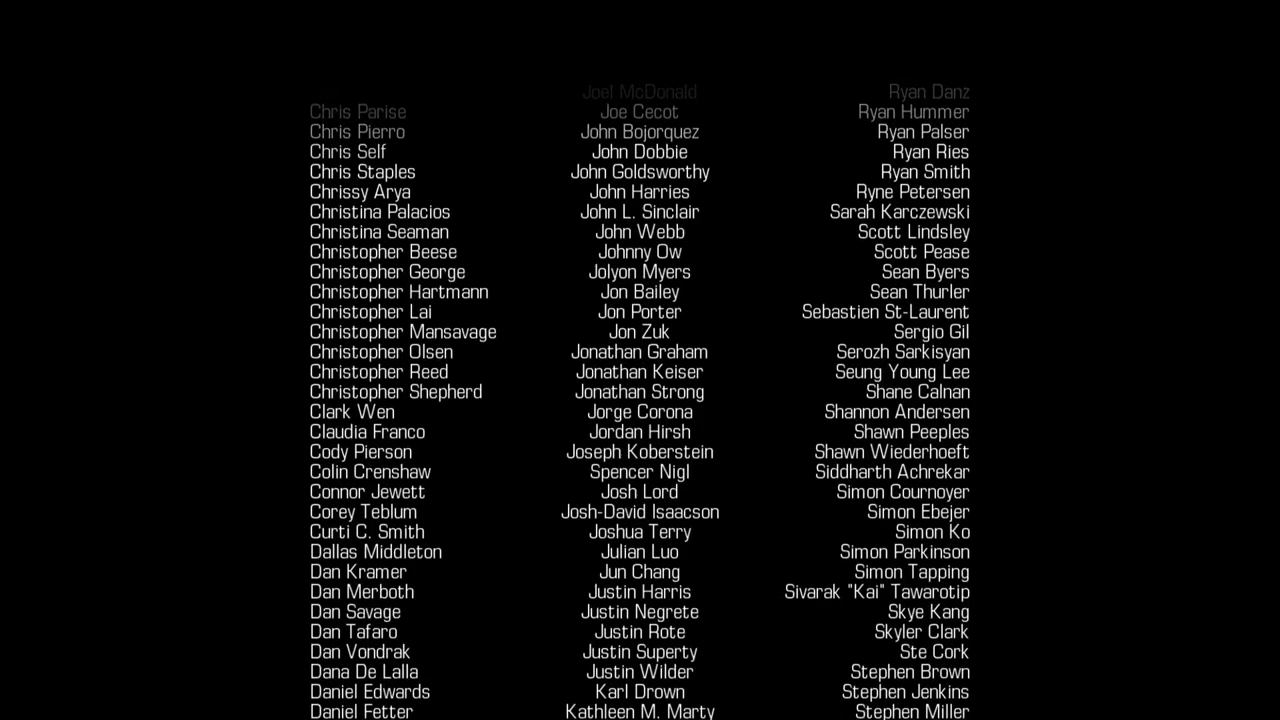 Joel McDonald Ryan Danz
Chris Parise Joe Cecot Ryan Hummer
Chris Pierro John Bojorquez Ryan Palser
Chris Self John Dobbie Ryan Ries
Chris Staples John Goldsworthy Ryan Smith
Chrissy Arya John Harries Ryne Petersen
Christina Palacios John L. Sinclair Sarah Karczewski
Christina Seaman John Webb Scott Lindsley
Christopher Beese Johnny Ow Scott Pease
Christopher George Jolyon Myers Sean Byers
Christopher Hartmann Jon Bailey Sean Thurler
Christopher Lai Jon Porter Sebastien St-Laurent
Christopher Mansavage Jon Zuk Sergio Gil
Christopher Olsen Jonathan Graham Serozh Sarkisyan
Christopher Reed Jonathan Keiser Seung Young Lee
Christopher Shepherd Jonathan Strong Shane Calnan
Clark Wen Jorge Corona Shannon Andersen
Claudia Franco Jordan Hirsh Shawn Peeples
Cody Pierson Joseph Koberstein Shawn Wiederhoeft
Colin Crenshaw Spencer Nigl Siddharth Achrekar
Connor Jewett Josh Lord Simon Cournoyer
Corey Teblum Josh-David Isaacson Simon Ebejer
Curti C. Smith Joshua Terry Simon Ko
Dallas Middleton Julian Luo Simon Parkinson
Dan Kramer Jun Chang Simon Tapping
Dan Merboth Justin Harris Sivarak "Kai" Tawarotip
Dan Savage Justin Negrete Skye Kang
Dan Tafaro Justin Rote Skyler Clark
Dan Vondrak Justin Superty Ste Cork
Dana De Lalla Justin Wilder Stephen Brown
Daniel Edwards Karl Drown Stephen Jenkins
Daniel Fetter Kathleen M. Marty Stephen Miller